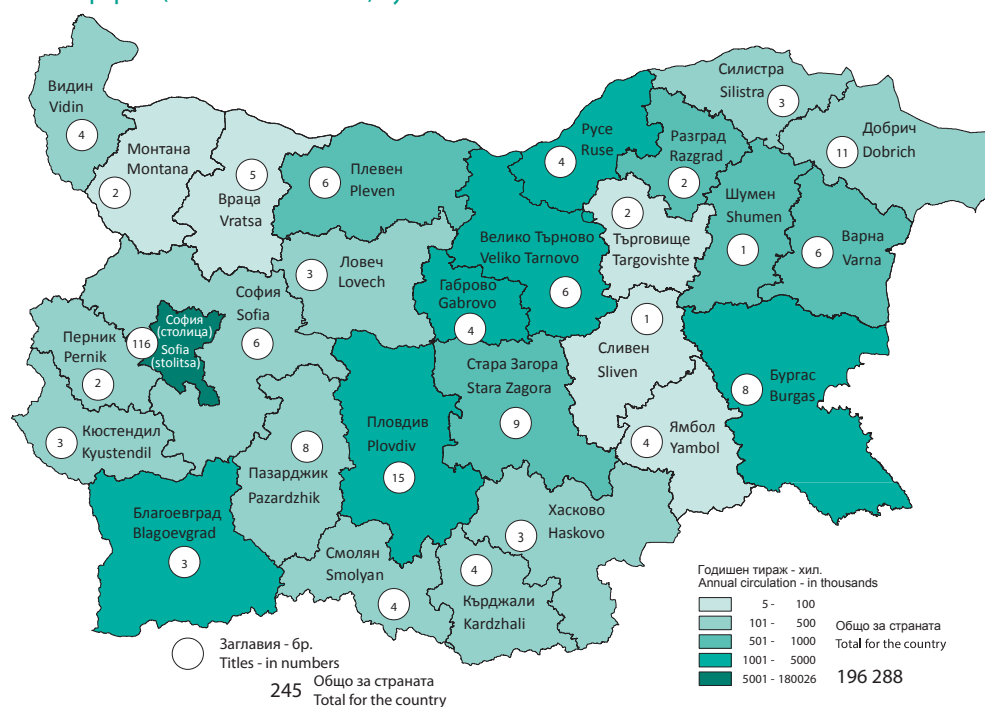 Видин
Vidin
4
Монтана
Montana
2
5
Враца
Vratsa
6
Плевен
Pleven
Русе
Ruse
4
Силистра
Silistra
3
Разград
Razgrad
2
Добрич
Dobrich
11
Шумен
Shumen
1
2
Търговище
Targovishte
Варна
Varna
6
Велико Търново
Veliko Tarnovo
6
Ловеч
Lovech
3
Габрово
Gabrovo
4
София
Sofia
6
София
(столица)
Sofia
(stolitsa)
116
Перник
Pernik
2
Кюстендил
Kyustendil
3
1
Сливен
Sliven
Стара Загора
Stara Zagora
9
Бургас
Burgas
8
Ямбол
Yambol
4
Пловдив
Plovdiv
15
8
Пазарджик
Pazardzhik
Благоевград
Blagoevgrad
3
Хасково
Haskovo
3
Смолян
Smolyan
4
4
Кърджали
Kardzhali
Заглавия - бр.
Titles - in numbers
245 Общо за страната
Total for the country
Годишен тираж - хил.
Annual circulation - in thousands
5 - 100
101 - 500
501 - 1000
1001 - 5000
5001 - 180026
Общо за страната
Total for the country
196 288